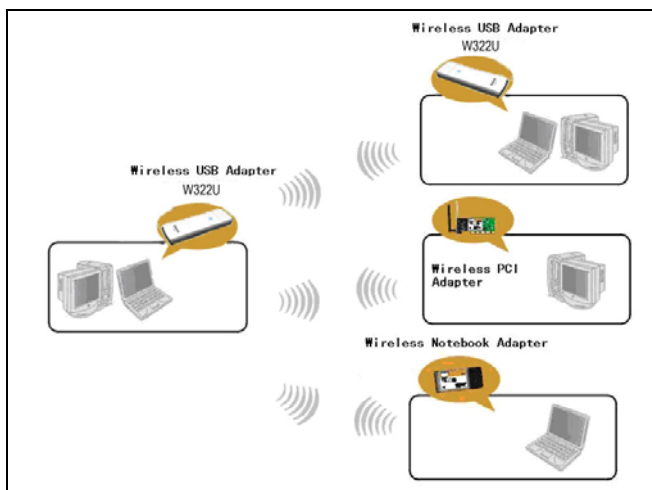 Wireless USB Adapter
W322U
Wireless USB Adapter
W322U
Wireless PCI
Adapter
Wireless Notebook Adapter